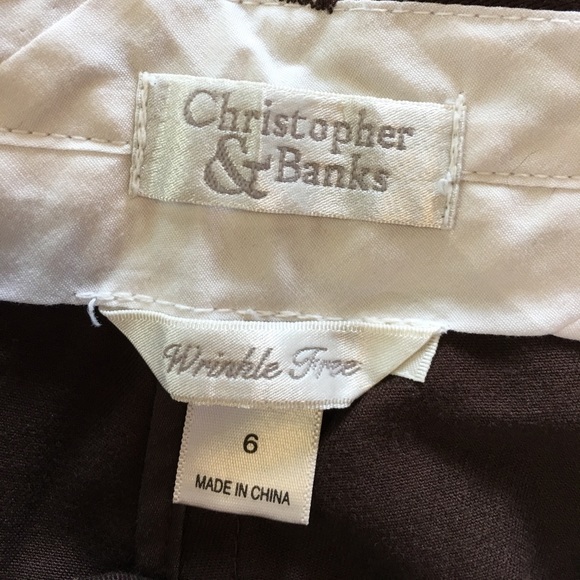 Christopher
& Banks
Wrinkle Free
6
MADE IN CHINA